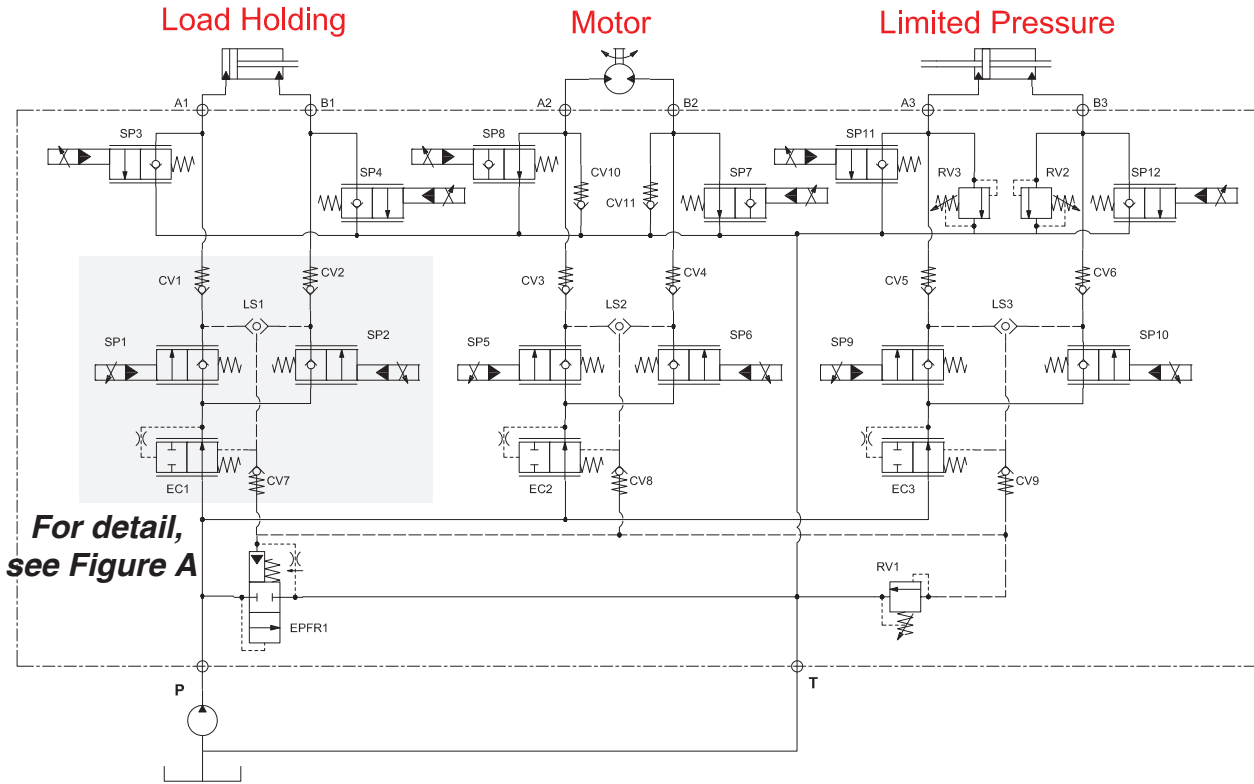 Load Holding
Motor
Limited Pressure
A1
B1
A2
B2
A3
B3
SP3
SP8
SP11
SP4
CV10
SP7
RV3
RV2
SP12
CV11
CV1
CV2
CV3
CV4
CV5
CV6
LS1
LS2
LS3
SP1
SP2
SP5
SP6
SP9
SP10
EC1
CV7
EC2
CV8
EC3
CV9
For detail,
see Figure A
RV1
EPFR1
P
T